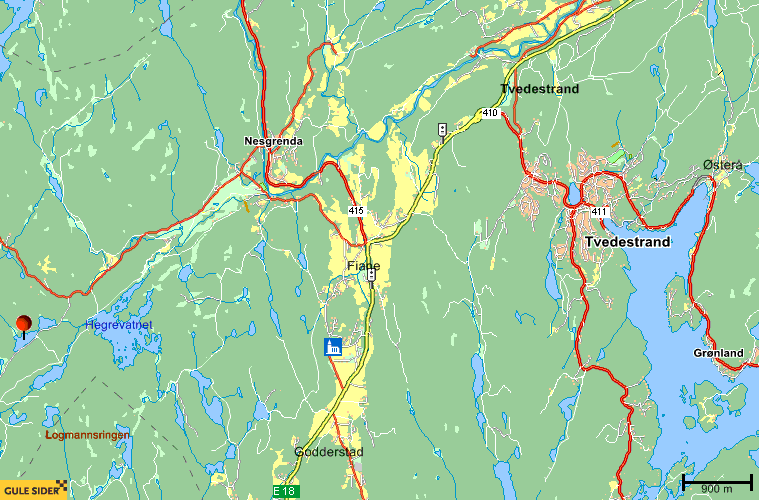 Tvedestrand
410
Nesgrenda
Østerå
415
411
Tvedestrand
Fiane
Hegrevatnet
Grønland
Logmannsringen
Godderstad
GULE SIDER
E 18
900 m